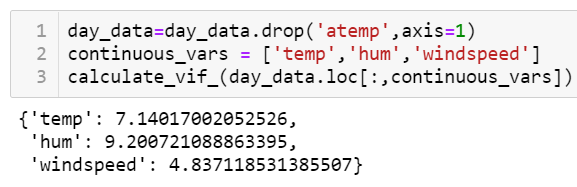 1 day_data=day_data.drop('atemp',axis=1)
2 continuous_vars = ['temp','hum','windspeed']
3 calculate_vif_(day_data.loc[:,continuous_vars])
{'temp': 7.14017002052526,
'hum': 9.200721088863395,
'windspeed': 4.837118531385507}